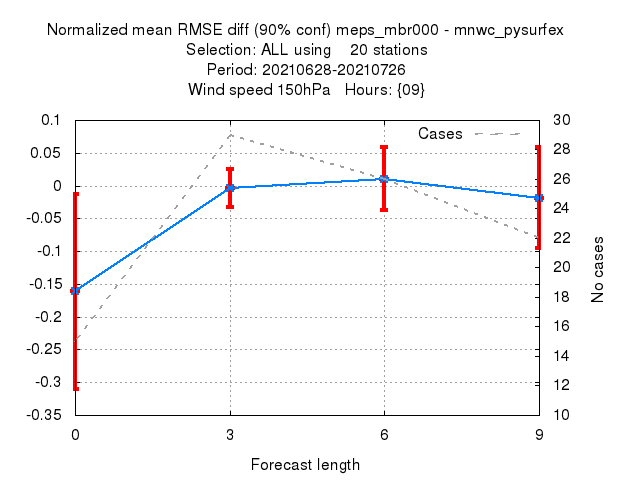 Normalized mean RMSE diff (90% conf) meps_mbr000 - mnwc_pysurfex
Selection: ALL using    20 stations
Period: 20210628-20210726
Wind speed 150hPa   Hours: {09}
Cases
0.1
0.05
0
-0.05
-0.1
-0.15
-0.2
-0.25
-0.3
-0.35
30
28
26
24
22
20
18
16
14
12
10
No cases
0 3 6 9
Forecast length